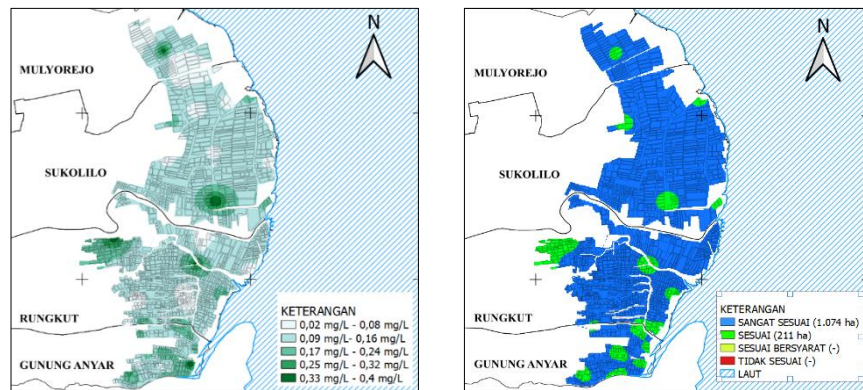 N
MULYOREJO
SUKOLILO
RUNGKUT
GUNUNG ANYAR
KETERANGAN
0,02 mg/L - 0,08 mg/L
0,09 mg/L - 0,16 mg/L
0,17 mg/L - 0,24 mg/L
0,25 mg/L - 0,32 mg/L
0,33 mg/L - 0,4 mg/L
N
MULYOREJO
SUKOLILO
RUNGKUT
GUNUNG ANYAR
KETERANGAN
SANGAT SESUAI (1.074 ha)
SESUAI (211 ha)
SESUAI BERSYARAT (-)
TIDAK SESUAI (-)
LAUT